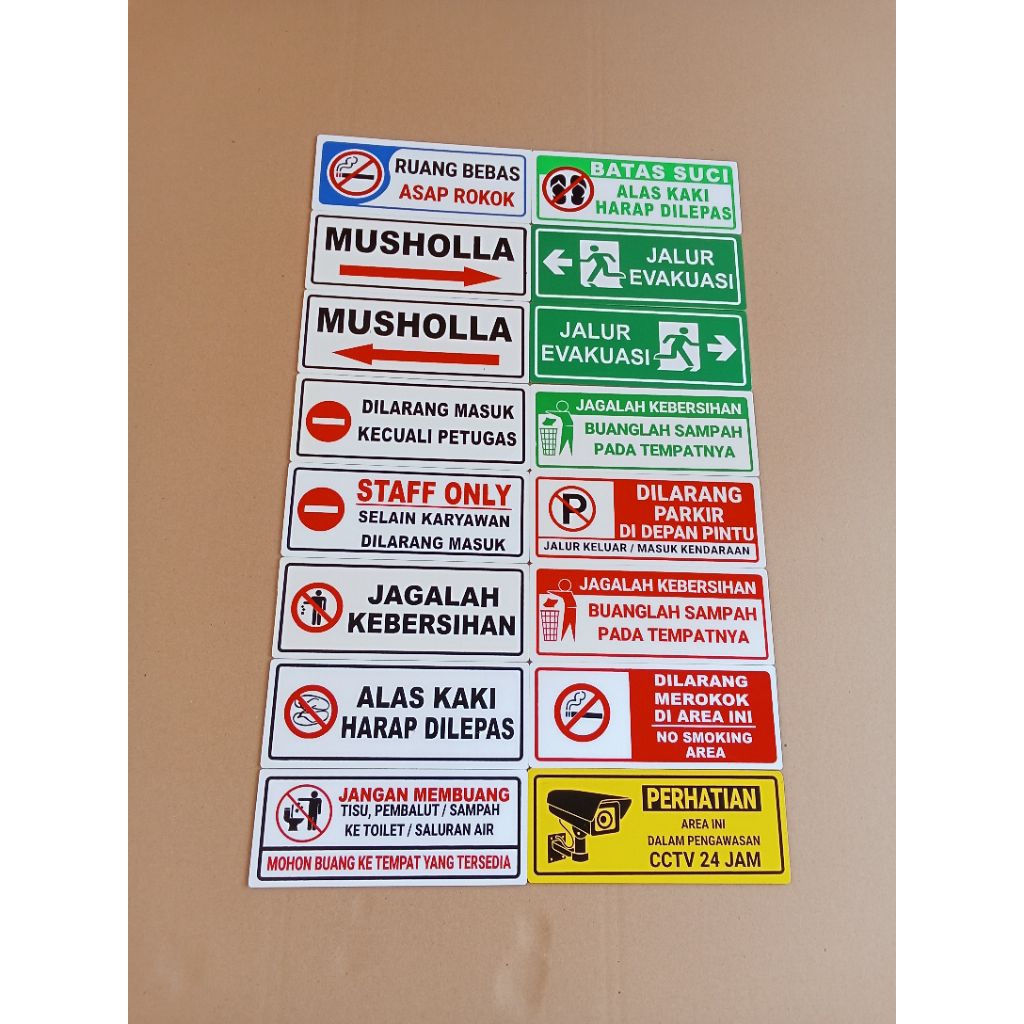 RUANG BEBAS
ASAP ROKOK
BATAS SUCI
ALAS KAKI
HARAP DILEPAS
MUSHOLLA
JALUR
EVAKUASI
MUSHOLLA
JALUR
EVAKUASI
DILARANG MASUK
KECUALI PETUGAS
JAGALAH KEBERSIHAN
BUANGLAH SAMPAH
PADA TEMPATNYA
STAFF ONLY
SELAIN KARYAWAN
DILARANG MASUK
P
DILARANG
PARKIR
DI DEPAN PINTU
JALUR KELUAR / MASUK KENDARAAN
JAGALAH
KEBERSIHAN
JAGALAH KEBERSIHAN
BUANGLAH SAMPAH
PADA TEMPATNYA
ALAS KAKI
HARAP DILEPAS
DILARANG
MEROKOK
DI AREA INI
NO SMOKING
AREA
JANGAN MEMBUANG
TISU, PEMBALUT / SAMPAH
KE TOILET / SALURAN AIR
MOHON BUANG KE TEMPAT YANG TERSEDIA
PERHATIAN
AREA INI
DALAM PENGAWASAN
CCTV 24 JAM